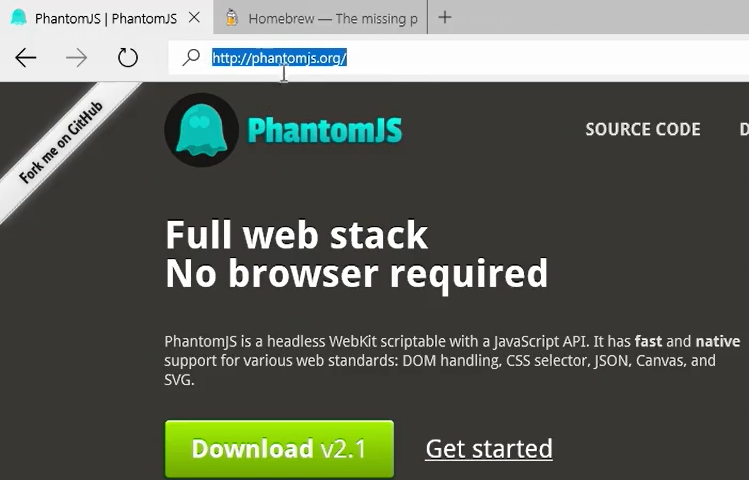 PhantomJS | PhantomJS
Homebrew — The missing p
http://phantomjs.org/
Fork me on GitHub
PhantomJS
SOURCE CODE
D
Full web stack
No browser required
PhantomJS is a headless WebKit scriptable with a JavaScript API. It has fast and native
support for various web standards: DOM handling, CSS selector, JSON, Canvas, and
SVG.
Download v2.1
Get started